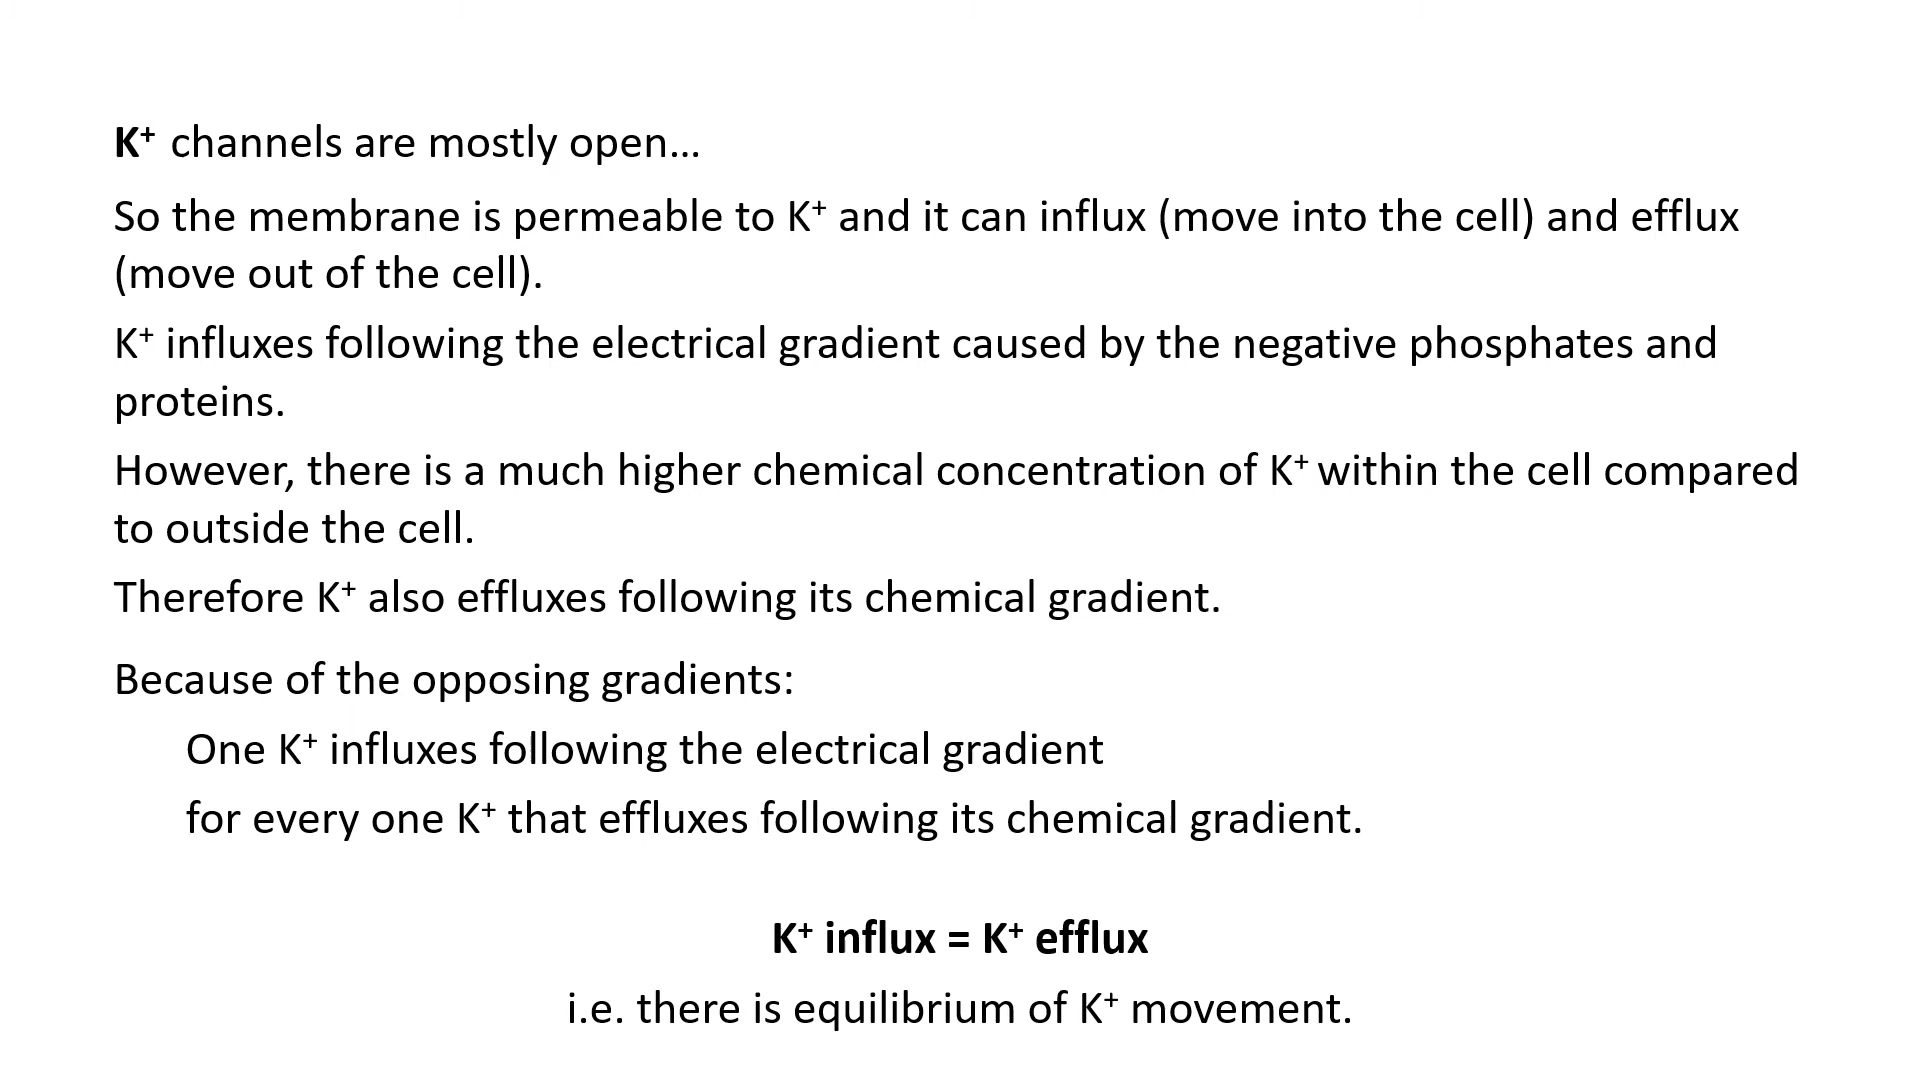 K⁺ channels are mostly open…
So the membrane is permeable to K⁺ and it can influx (move into the cell) and efflux
(move out of the cell).
K⁺ influxes following the electrical gradient caused by the negative phosphates and
proteins.
However, there is a much higher chemical concentration of K⁺ within the cell compared
to outside the cell.
Therefore K⁺ also effluxes following its chemical gradient.
Because of the opposing gradients:
One K⁺ influxes following the electrical gradient
for every one K⁺ that effluxes following its chemical gradient.
K⁺ influx = K⁺ efflux
i.e. there is equilibrium of K⁺ movement.